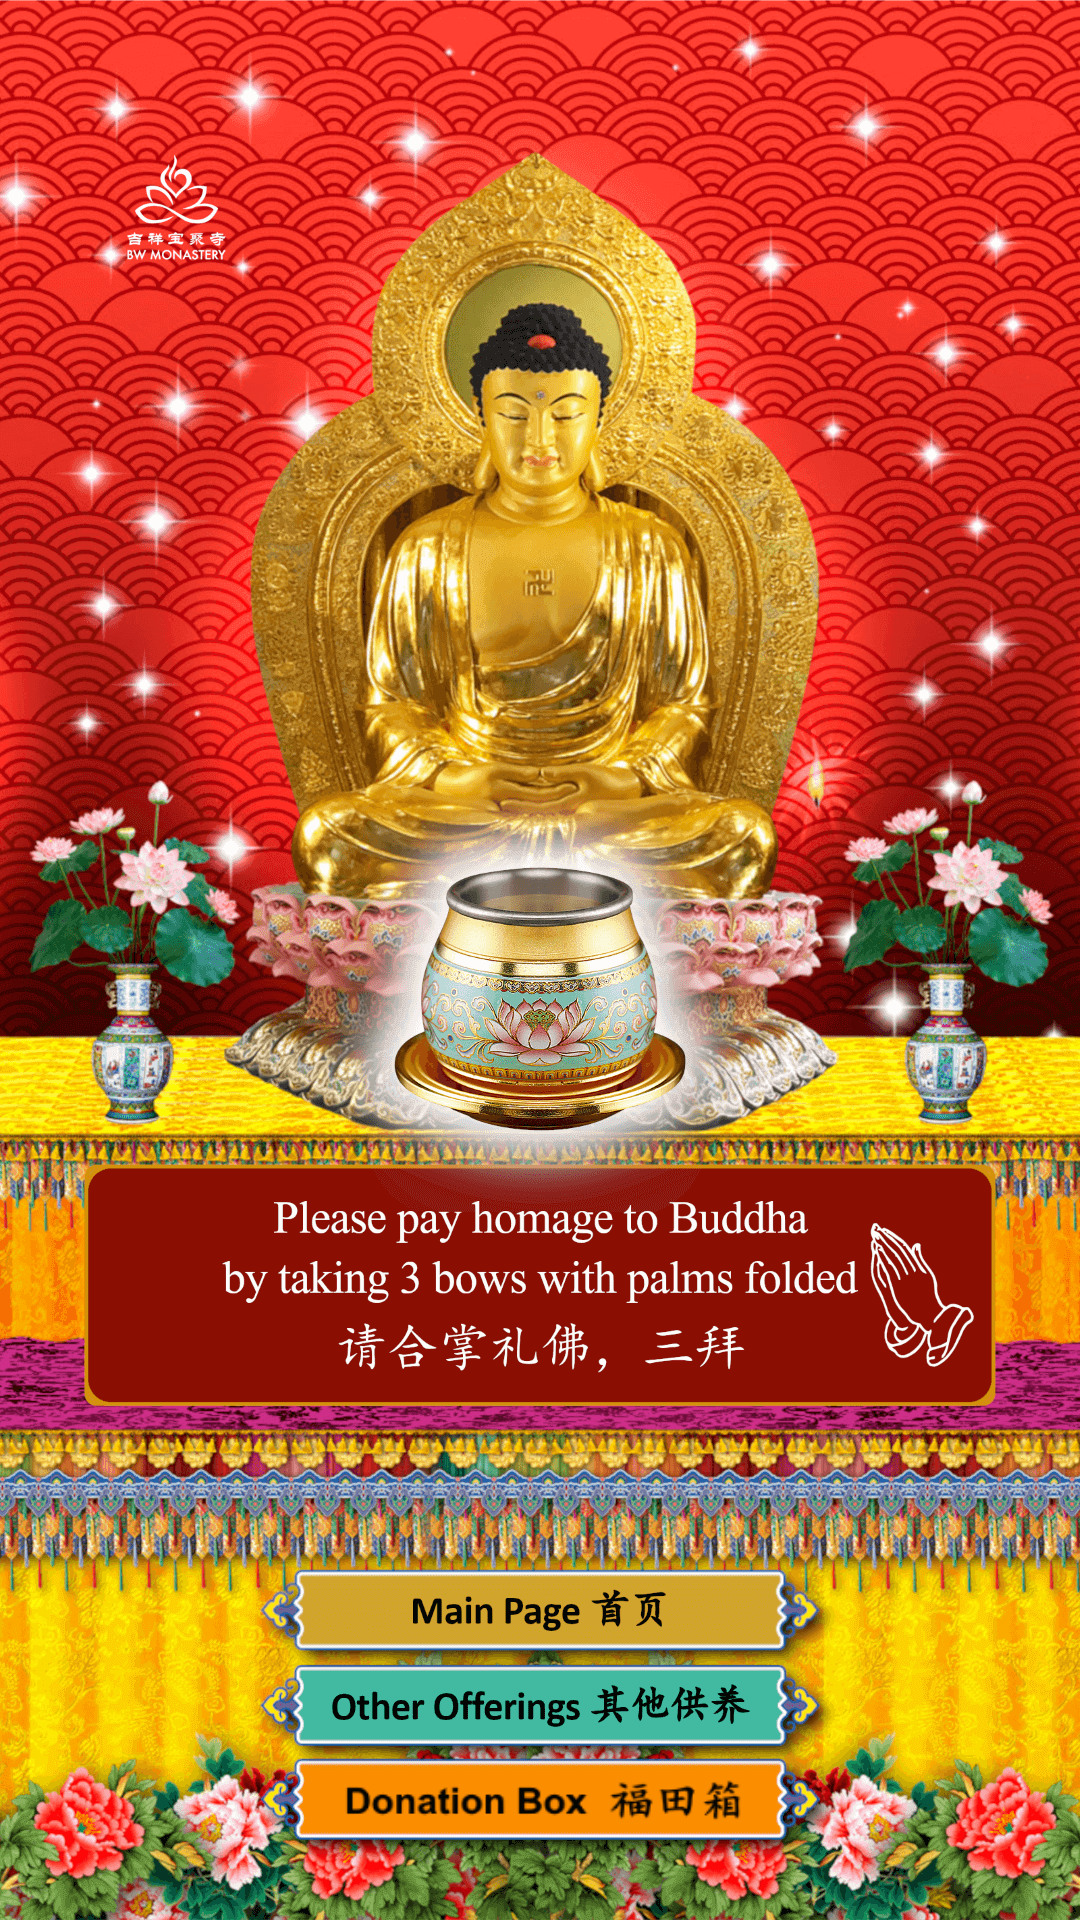 吉祥宝聚寺
BW MONASTERY
卍
Please pay homage to Buddha
by taking 3 bows with palms folded
请合掌礼佛，三拜
Main Page 首页
Other Offerings 其他供养
Donation Box 福田箱